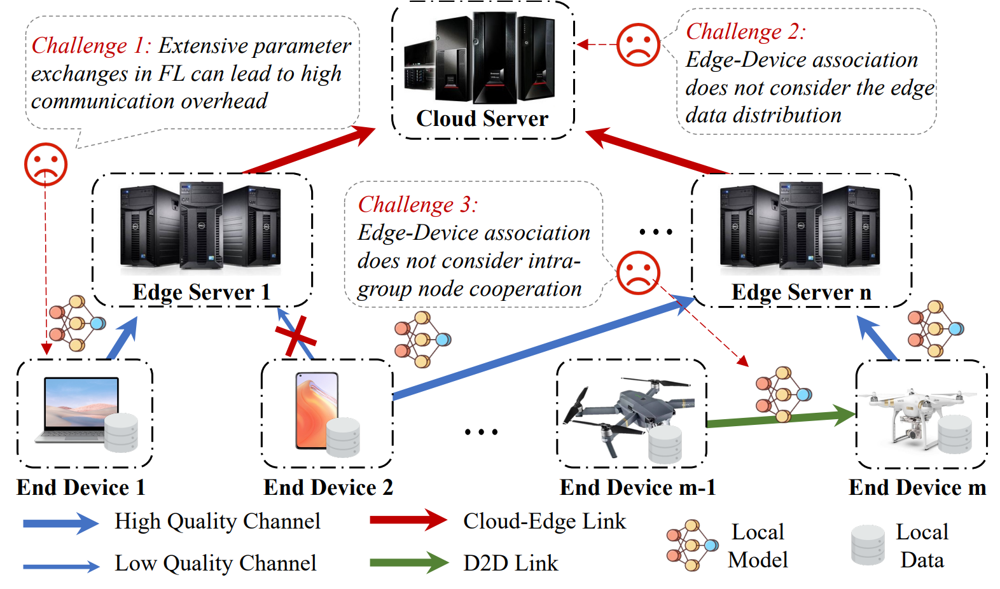 Challenge 1: Extensive parameter
exchanges in FL can lead to high
communication overhead
Cloud Server
Challenge 2:
Edge-Device association
does not consider the edge
data distribution
Edge Server 1
Challenge 3:
Edge-Device association
does not consider intra-
group node cooperation
...
Edge Server n
...
End Device 1
End Device 2
End Device m-1
End Device m
High Quality Channel
Cloud-Edge Link
Low Quality Channel
D2D Link
Local
Model
Local
Data